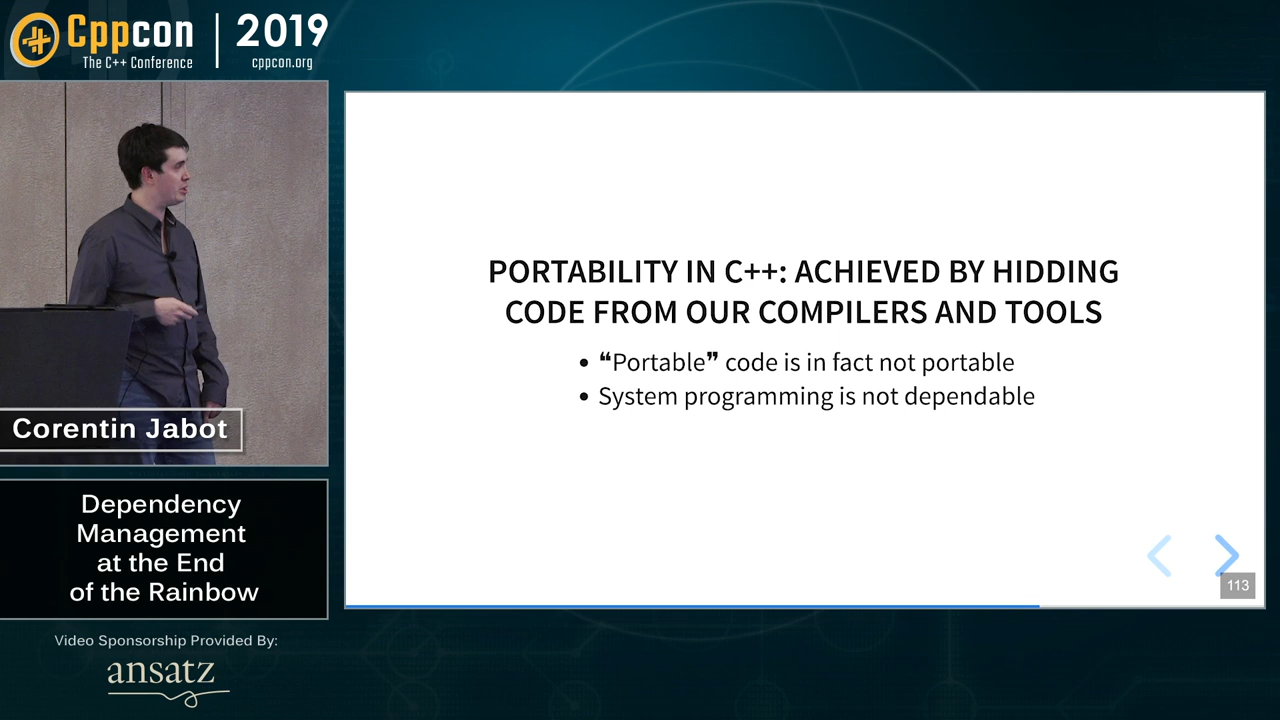 Cppcon | 2019
The C++ Conference
cppcon.org
PORTABILITY IN C++: ACHIEVED BY HIDDING
CODE FROM OUR COMPILERS AND TOOLS
• ❝Portable❞ code is in fact not portable
• System programming is not dependable
113
Corentin Jabot
Dependency
Management
at the End
of the Rainbow
Video Sponsorship Provided By:
ansatz